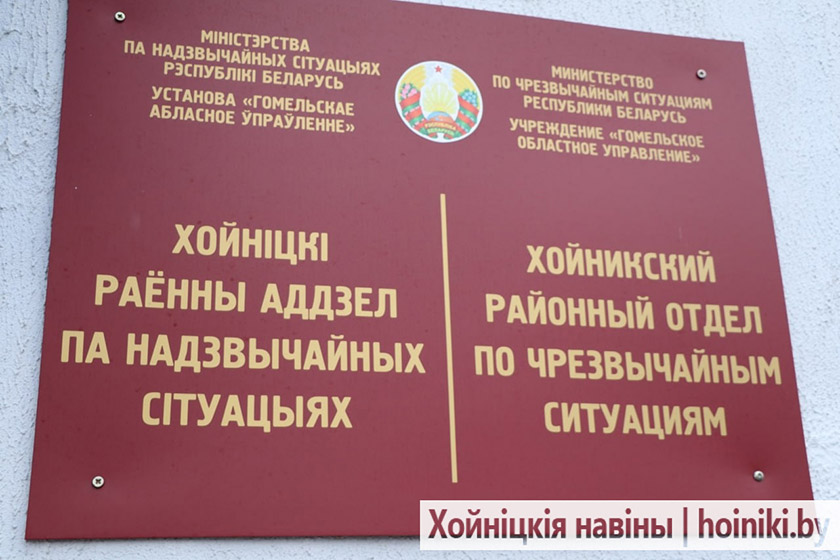 МІНІСТЭРСТВА
ПА НАДЗВЫЧАЙНЫХ СІТУАЦЫЯХ
РЭСПУБЛІКІ БЕЛАРУСЬ
УСТАНОВА «ГОМЕЛЬСКАЕ
АБЛАСНОЕ ЎПРАЎЛЕННЕ»
МИНИСТЕРСТВО
ПО ЧРЕЗВЫЧАЙНЫМ СИТУАЦИЯМ
РЕСПУБЛИКИ БЕЛАРУСЬ
УЧРЕЖДЕНИЕ «ГОМЕЛЬСКОЕ
ОБЛАСТНОЕ УПРАВЛЕНИЕ»
ХОЙНІЦКІ
РАЁННЫ АДДЗЕЛ
ПА НАДЗВЫЧАЙНЫХ
СІТУАЦЫЯХ
ХОЙНИКСКИЙ
РАЙОННЫЙ ОТДЕЛ
ПО ЧРЕЗВЫЧАЙНЫМ
СИТУАЦИЯМ
Хойніцкія навіны | hoiniki.by